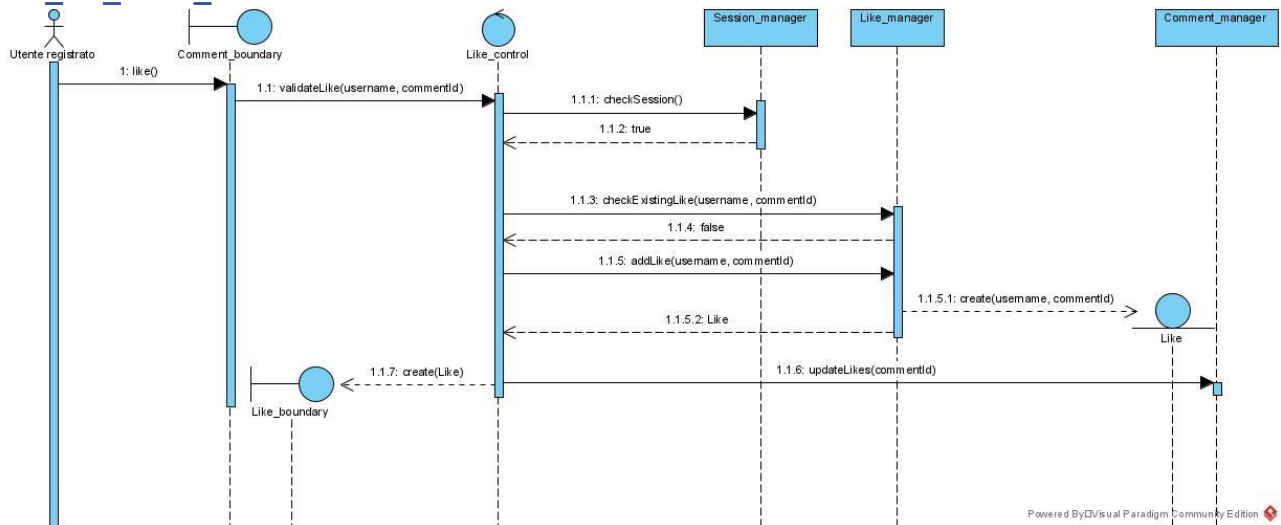 Session_manager
Like_manager
Comment_manager
Utente registrato
Comment_boundary
Like_control
1: like()
1.1: validateLike(username, commentId)
1.1.1: checkSession()
1.1.2: true
1.1.3: checkExistingLike(username, commentId)
1.1.4: false
1.1.5: addLike(username, commentId)
1.1.5.1: create(username, commentId)
1.1.5.2: Like
Like
1.1.7: create(Like)
1.1.6: updateLikes(commentId)
Like_boundary
Powered By Visual Paradigm Community Edition